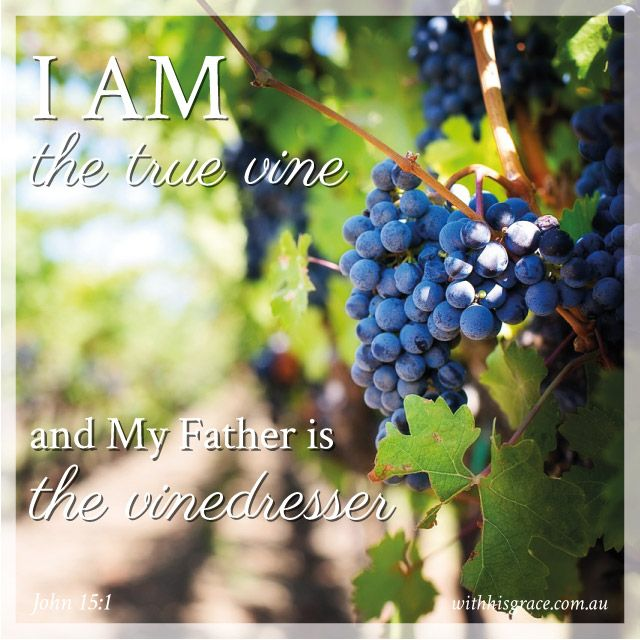 I AM
the true vine
and My Father is
the vinedresser
John 15:1
withhisgrace.com.au